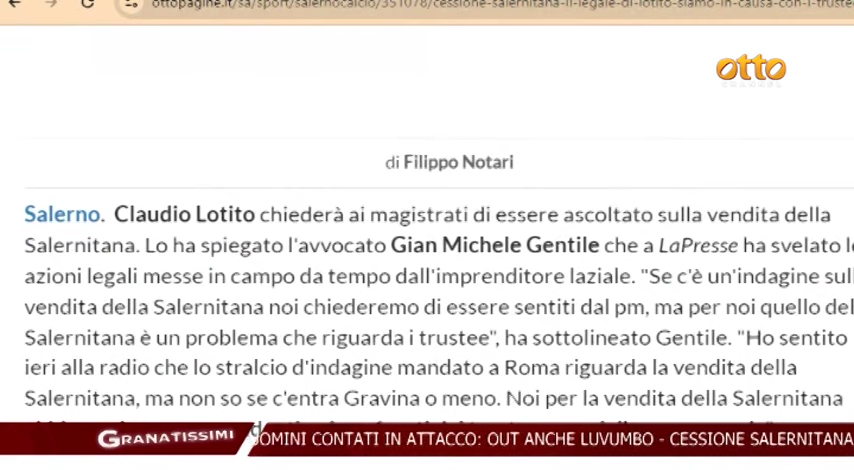 ottopagine.it/sa/sport/salernocalcio/351078/cessione-salernitana-il-legale-di-lotito-siamo-in-causa-con-i-trustee
otto
CHANNEL
di Filippo Notari
Salerno. Claudio Lotito chiederà ai magistrati di essere ascoltato sulla vendita della
Salernitana. Lo ha spiegato l'avvocato Gian Michele Gentile che a LaPresse ha svelato l
azioni legali messe in campo da tempo dall'imprenditore laziale. "Se c'è un'indagine sul
vendita della Salernitana noi chiederemo di essere sentiti dal pm, ma per noi quello del
Salernitana è un problema che riguarda i trustee", ha sottolineato Gentile. "Ho sentito
ieri alla radio che lo stralcio d'indagine mandato a Roma riguarda la vendita della
Salernitana, ma non so se c'entra Gravina o meno. Noi per la vendita della Salernitana
GRANATISSIMI OMINI CONTATI IN ATTACCO: OUT ANCHE LUVUMBO - CESSIONE SALERNITANA